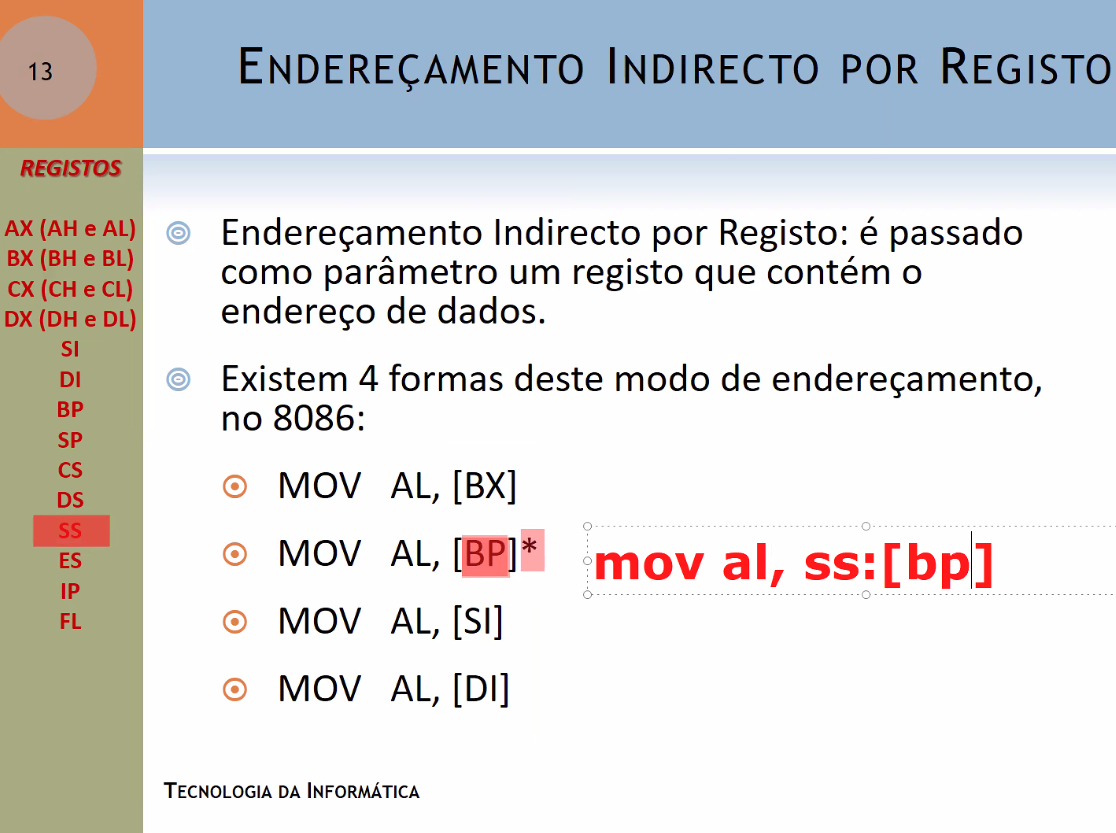 13
ENDEREÇAMENTO INDIRECTO POR REGISTO
REGISTOS
AX (AH e AL)
BX (BH e BL)
CX (CH e CL)
DX (DH e DL)
SI
DI
BP
SP
CS
DS
SS
ES
IP
FL
Endereçamento Indirecto por Registo: é passado
como parâmetro um registo que contém o
endereço de dados.
Existem 4 formas deste modo de endereçamento,
no 8086:
MOV AL, [BX]
MOV AL, [BP]*
mov al, ss:[bp]
MOV AL, [SI]
MOV AL, [DI]
TECNOLOGIA DA INFORMÁTICA